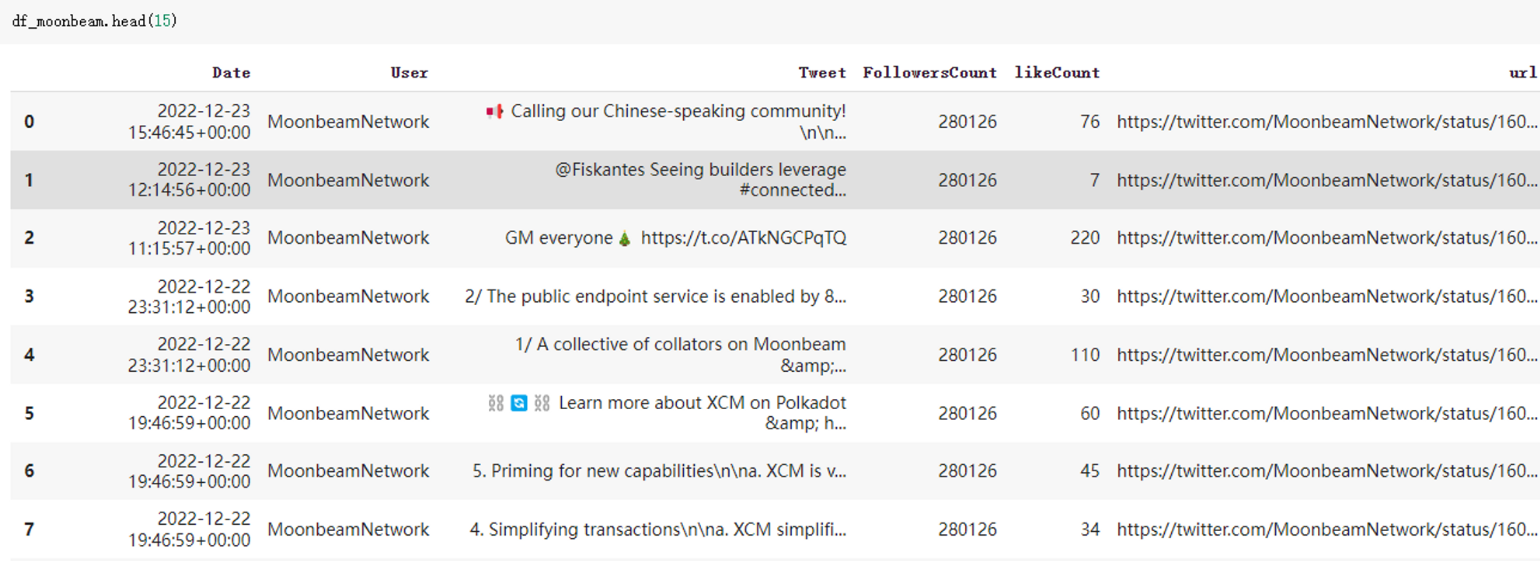 df_moonbeam.head(15)
Date User Tweet FollowersCount likeCount url
0 2022-12-23 15:46:45+00:00 MoonbeamNetwork 📢 Calling our Chinese-speaking community! \n\n... 280126 76 https://twitter.com/MoonbeamNetwork/status/160...
1 2022-12-23 12:14:56+00:00 MoonbeamNetwork @Fiskantes Seeing builders leverage #connected... 280126 7 https://twitter.com/MoonbeamNetwork/status/160...
2 2022-12-23 11:15:57+00:00 MoonbeamNetwork GM everyone🎄 https://t.co/ATkNGCPqTQ 280126 220 https://twitter.com/MoonbeamNetwork/status/160...
3 2022-12-22 23:31:12+00:00 MoonbeamNetwork 2/ The public endpoint service is enabled by 8... 280126 30 https://twitter.com/MoonbeamNetwork/status/160...
4 2022-12-22 23:31:12+00:00 MoonbeamNetwork 1/ A collective of collators on Moonbeam &amp;... 280126 110 https://twitter.com/MoonbeamNetwork/status/160...
5 2022-12-22 19:46:59+00:00 MoonbeamNetwork ⛓️ 🔄 ⛓️ Learn more about XCM on Polkadot &amp; h... 280126 60 https://twitter.com/MoonbeamNetwork/status/160...
6 2022-12-22 19:46:59+00:00 MoonbeamNetwork 5. Priming for new capabilities\n\na. XCM is v... 280126 45 https://twitter.com/MoonbeamNetwork/status/160...
7 2022-12-22 19:46:59+00:00 MoonbeamNetwork 4. Simplifying transactions\n\na. XCM simplifi... 280126 34 https://twitter.com/MoonbeamNetwork/status/160...